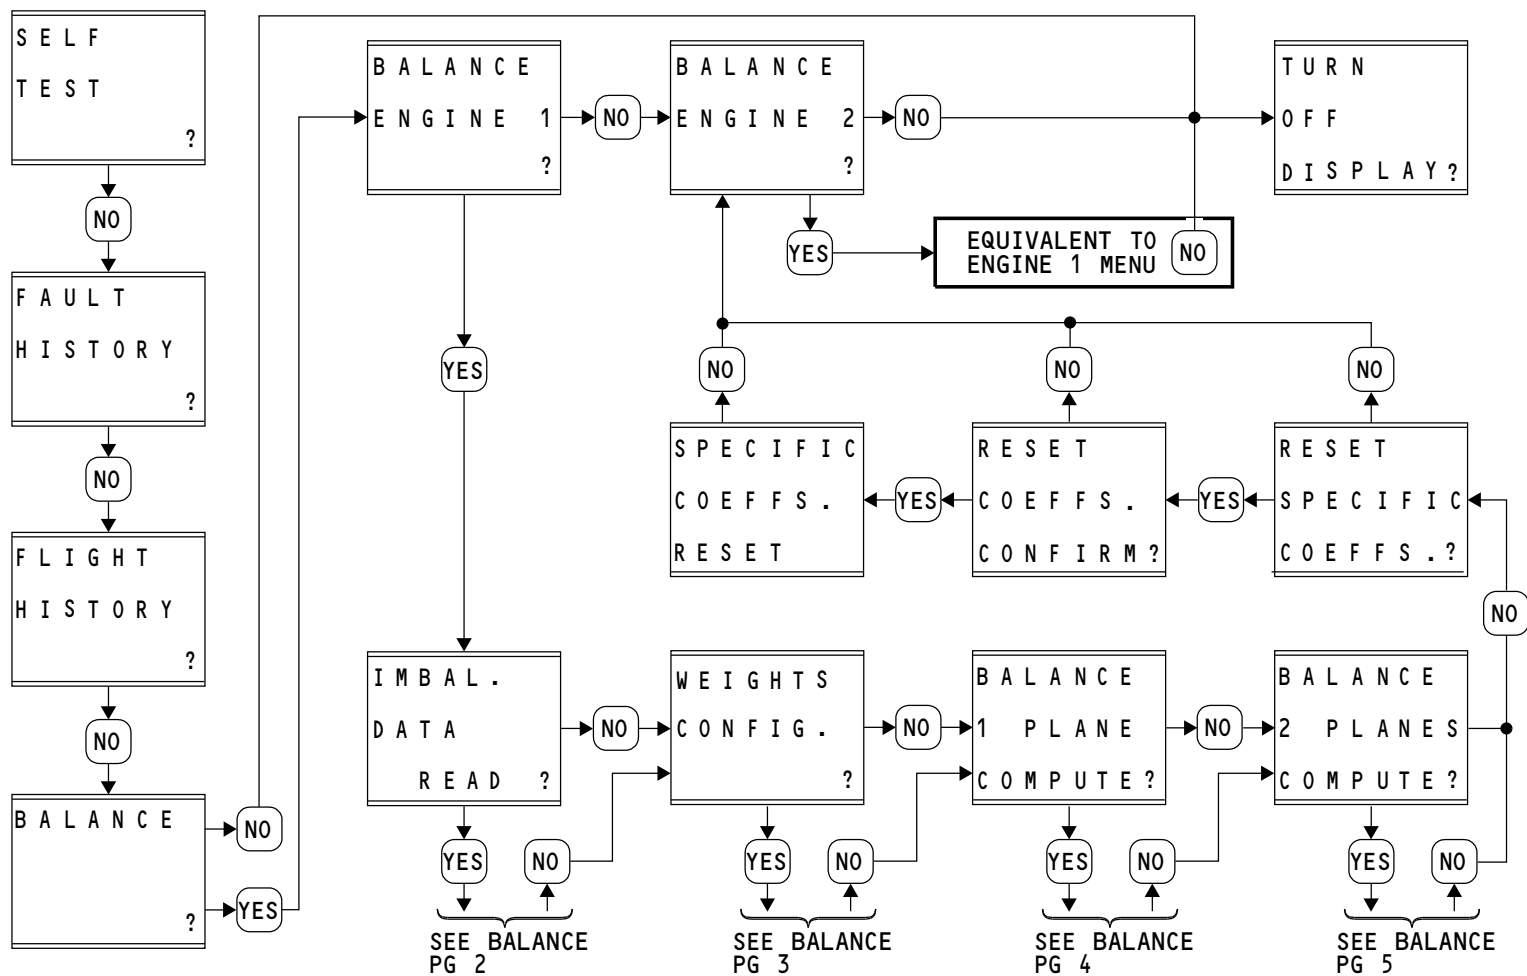 SELF
TEST
?
NO
FAULT
HISTORY
?
NO
FLIGHT
HISTORY
?
NO
BALANCE
?
NO
YES
BALANCE
ENGINE 1
?
NO
BALANCE
ENGINE 2
?
NO
TURN
OFF
DISPLAY?
YES
EQUIVALENT TO
ENGINE 1 MENU
NO
YES
NO
NO
NO
SPECIFIC
COEFFS.
RESET
YES
RESET
COEFFS.
CONFIRM?
YES
RESET
SPECIFIC
COEFFS.?
NO
IMBAL.
DATA
READ ?
NO
WEIGHTS
CONFIG.
?
NO
BALANCE
1 PLANE
COMPUTE?
NO
BALANCE
2 PLANES
COMPUTE?
YES
NO
YES
NO
YES
NO
YES
NO
SEE BALANCE
PG 2
SEE BALANCE
PG 3
SEE BALANCE
PG 4
SEE BALANCE
PG 5